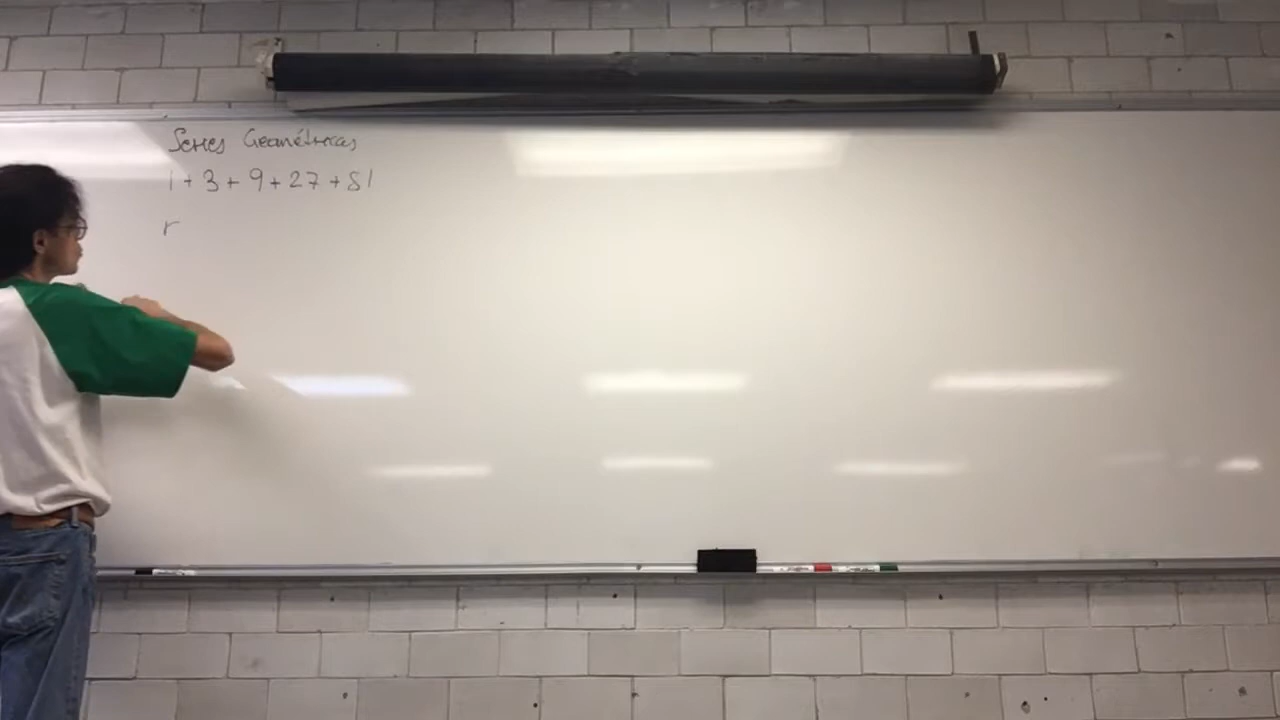 Series Geométricas
1 + 3 + 9 + 27 + 81
r